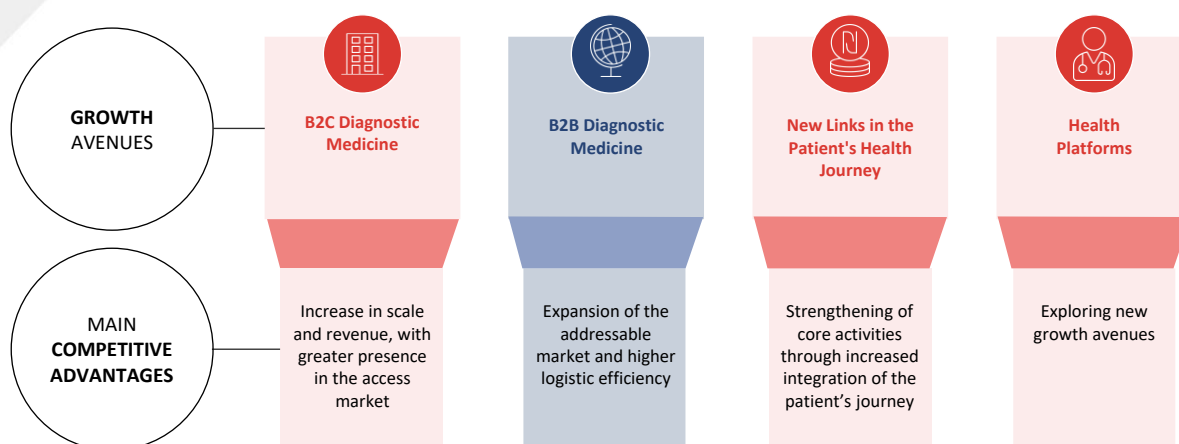 GROWTH
AVENUES
B2C Diagnostic
Medicine
B2B Diagnostic
Medicine
New Links in the
Patient's Health
Journey
Health
Platforms
MAIN
COMPETITIVE
ADVANTAGES
Increase in scale
and revenue, with
greater presence
in the access
market
Expansion of the
addressable
market and higher
logistic efficiency
Strengthening of
core activities
through increased
integration of the
patient’s journey
Exploring new
growth avenues